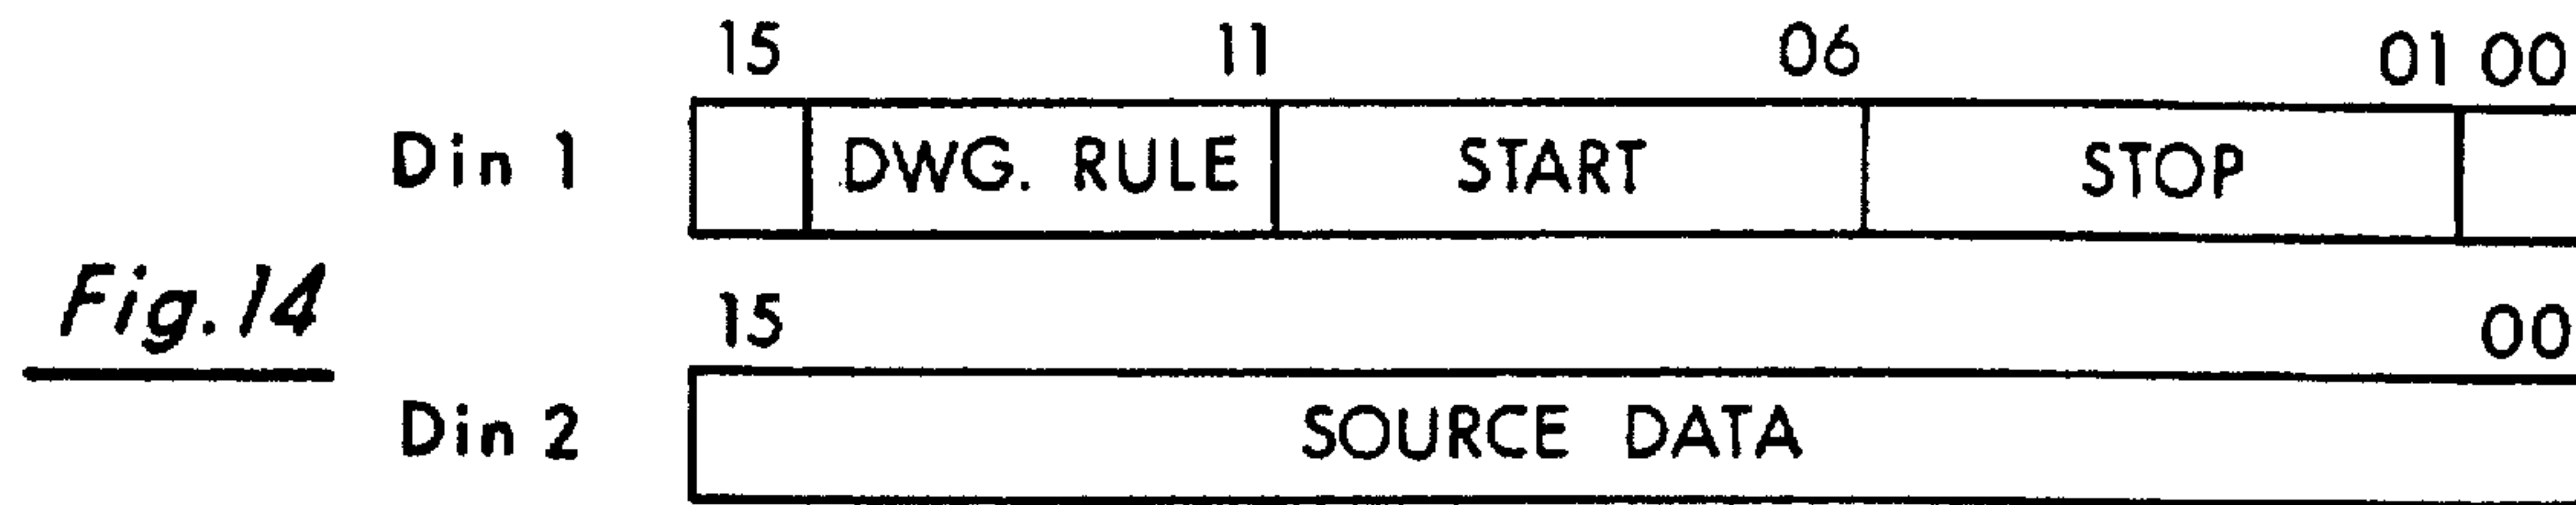 15 11 06 01 00
Din 1 DWG. RULE START STOP
Fig. 14
15 00
Din 2 SOURCE DATA